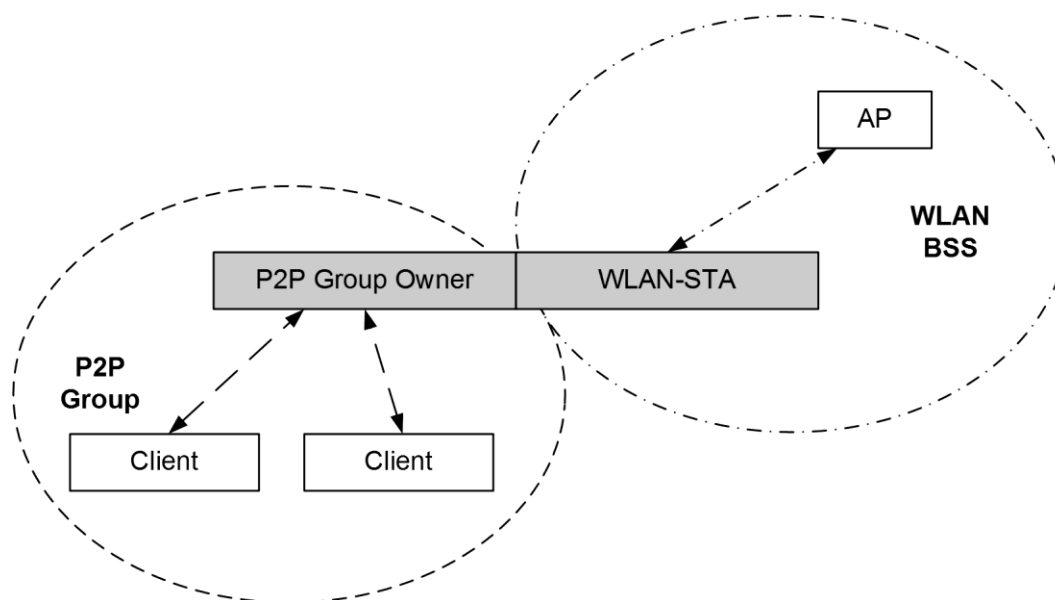 AP
WLAN
BSS
P2P Group Owner
WLAN-STA
P2P
Group
Client
Client